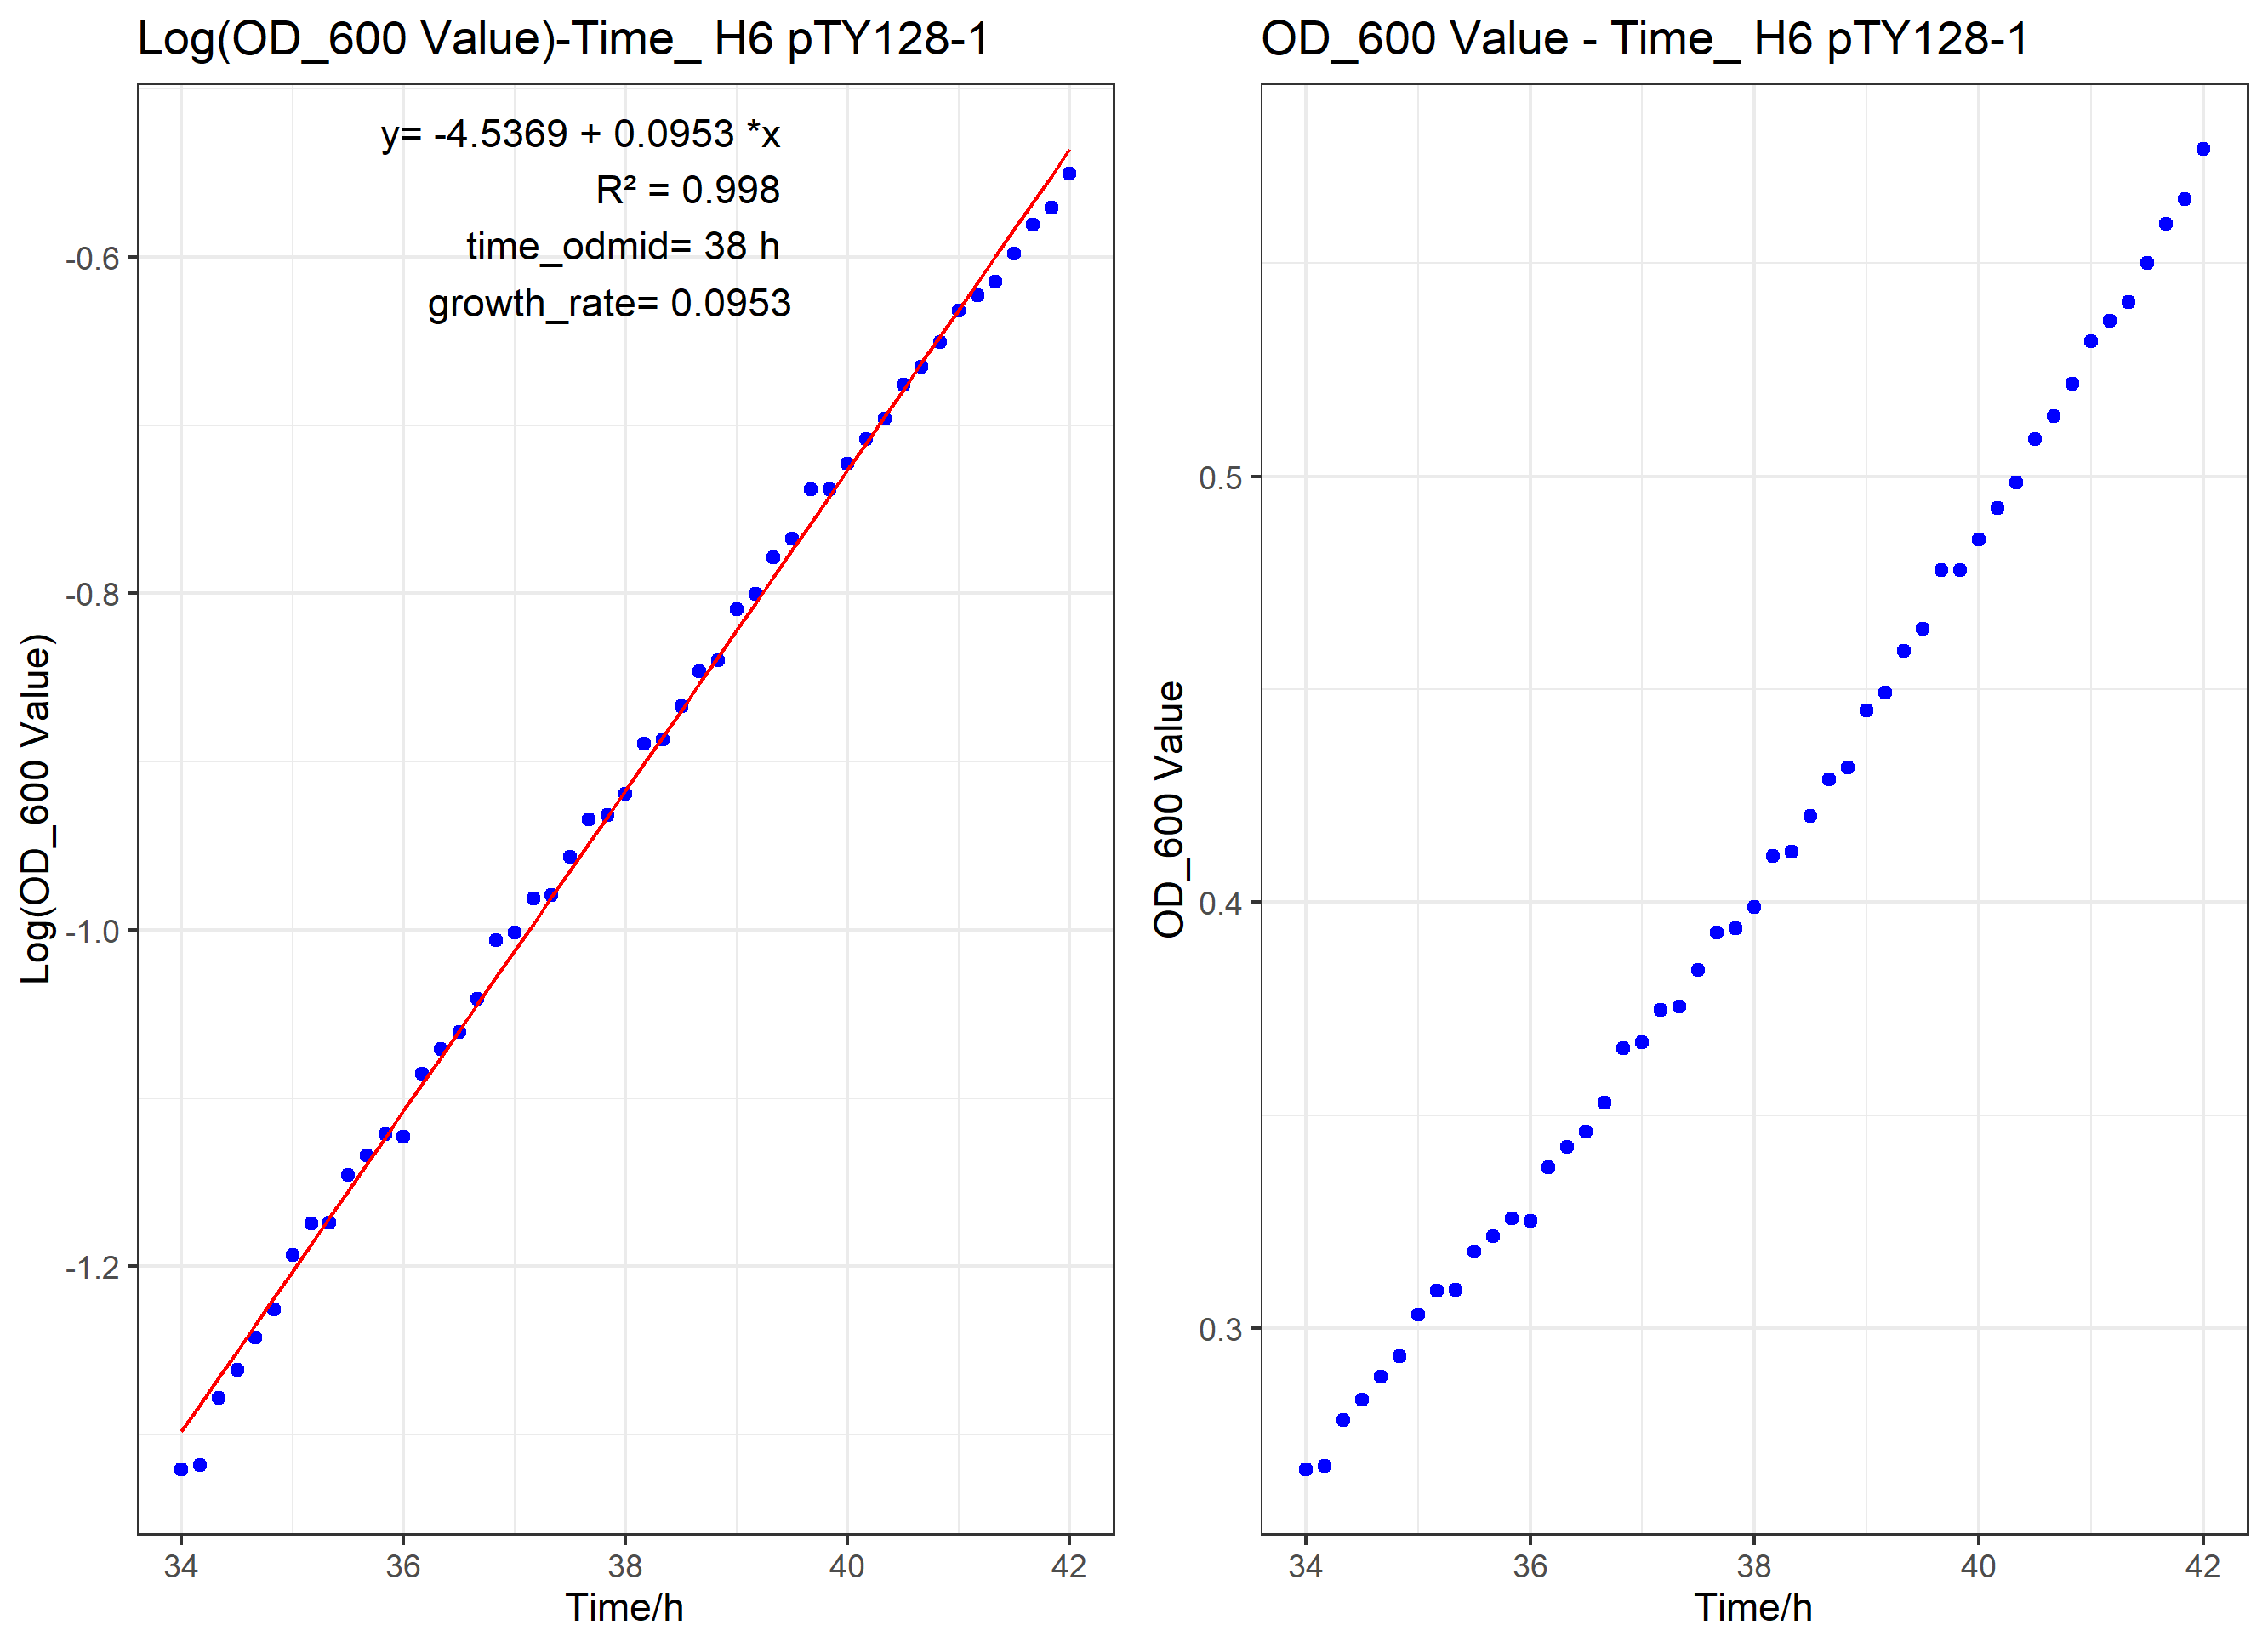 Log(OD_600 Value)-Time_ H6 pTY128-1
y= -4.5369 + 0.0953 *x
R² = 0.998
time_odmid= 38 h
growth_rate= 0.0953
Log(OD_600 Value)
-0.6
-0.8
-1.0
-1.2
34 36 38 40 42
Time/h
OD_600 Value - Time_ H6 pTY128-1
OD_600 Value
0.5
0.4
0.3
34 36 38 40 42
Time/h